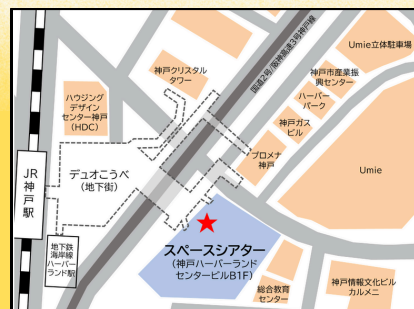 Umie立体駐車場
国道2号/阪神高速3号神戸線
神戸クリスタル
タワー
神戸市産業振
興センター
ハーバー
パーク
ハウジング
デザイン
センター神戸
(HDC)
神戸ガス
ビル
プロメナ
神戸
Umie
デュオこうべ
(地下街)
JR
神戸
駅
地下鉄
海岸線
ハーバー
ランド駅
スペースシアター
(神戸ハーバーランド
センタービルB1F)
総合教育
センター
神戸情報文化ビル
カルメニ